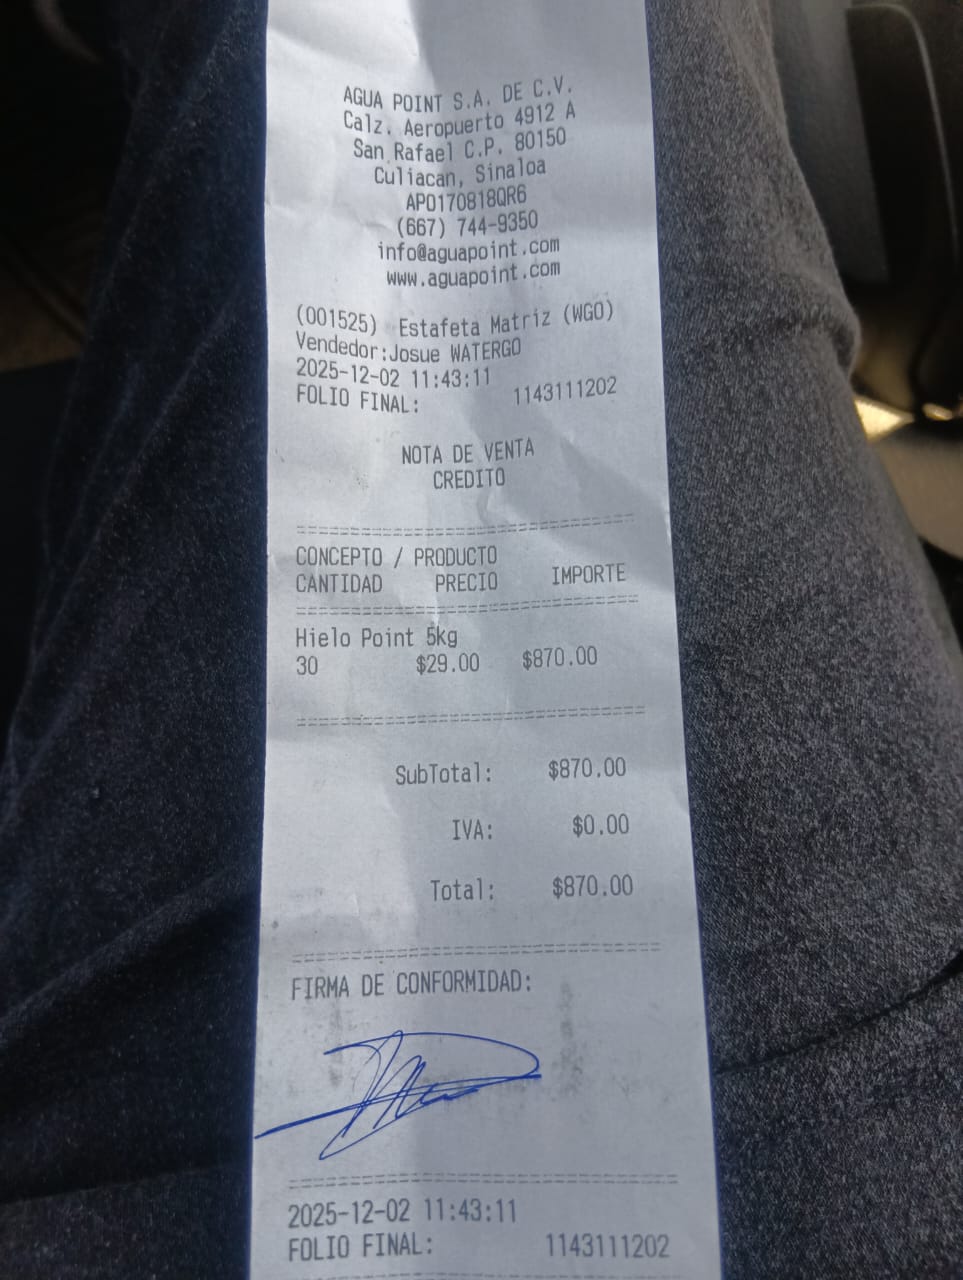 AGUA POINT S.A. DE C.V.
Calz. Aeropuerto 4912 A
San Rafael C.P. 80150
Culiacan, Sinaloa
APO170818QR6
(667) 744-9350
info@aguapoint.com
www.aguapoint.com
(001525) Estafeta Matriz (WGO)
Vendedor:Josue WATERGO
2025-12-02 11:43:11
FOLIO FINAL: 1143111202
NOTA DE VENTA
CREDITO
CONCEPTO / PRODUCTO
CANTIDAD PRECIO IMPORTE
Hielo Point 5kg
30 $29.00 $870.00
SubTotal: $870.00
IVA: $0.00
Total: $870.00
FIRMA DE CONFORMIDAD:
2025-12-02 11:43:11
FOLIO FINAL: 1143111202